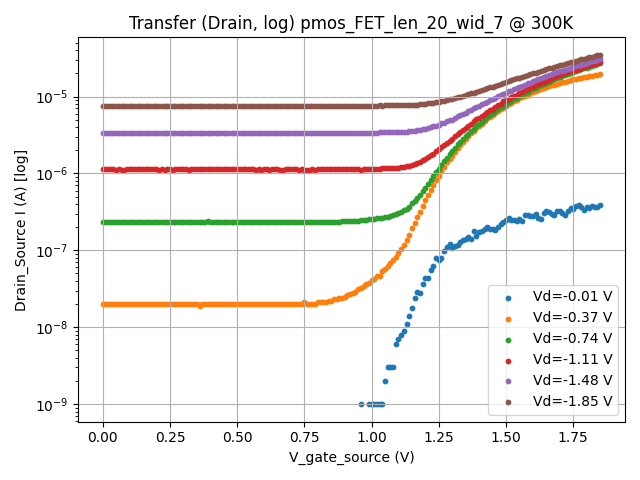 Transfer (Drain, log) pmos_FET_len_20_wid_7 @ 300K
Drain_Source I (A) [log]
10⁻⁵
10⁻⁶
10⁻⁷
10⁻⁸
10⁻⁹
Vd=-0.01 V
Vd=-0.37 V
Vd=-0.74 V
Vd=-1.11 V
Vd=-1.48 V
Vd=-1.85 V
0.00 0.25 0.50 0.75 1.00 1.25 1.50 1.75
V_gate_source (V)